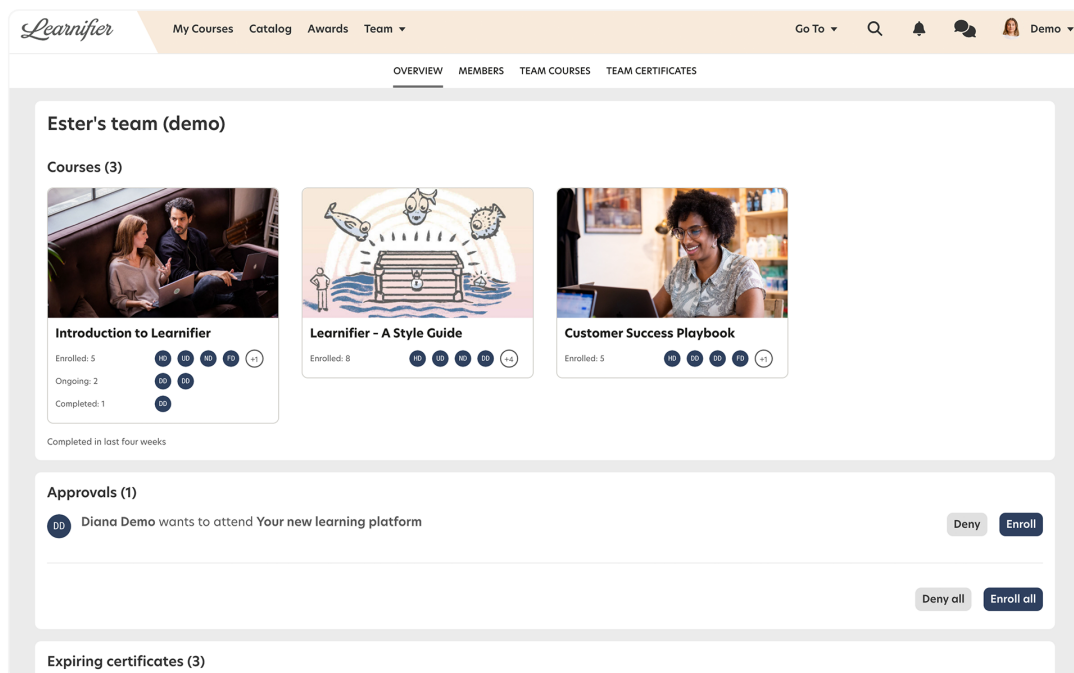 Learnifier
My Courses Catalog Awards Team
Go To Demo
OVERVIEW MEMBERS TEAM COURSES TEAM CERTIFICATES
Ester's team (demo)
Courses (3)
Introduction to Learnifier
Enrolled: 5 HD UD ND FD +1
Ongoing: 2 DD DD
Completed: 1 DD
Learnifier – A Style Guide
Enrolled: 8 HD UD ND DD +4
Customer Success Playbook
Enrolled: 5 HD DD DD FD +1
Completed in last four weeks
Approvals (1)
DD Diana Demo wants to attend Your new learning platform
Deny Enroll
Deny all Enroll all
Expiring certificates (3)